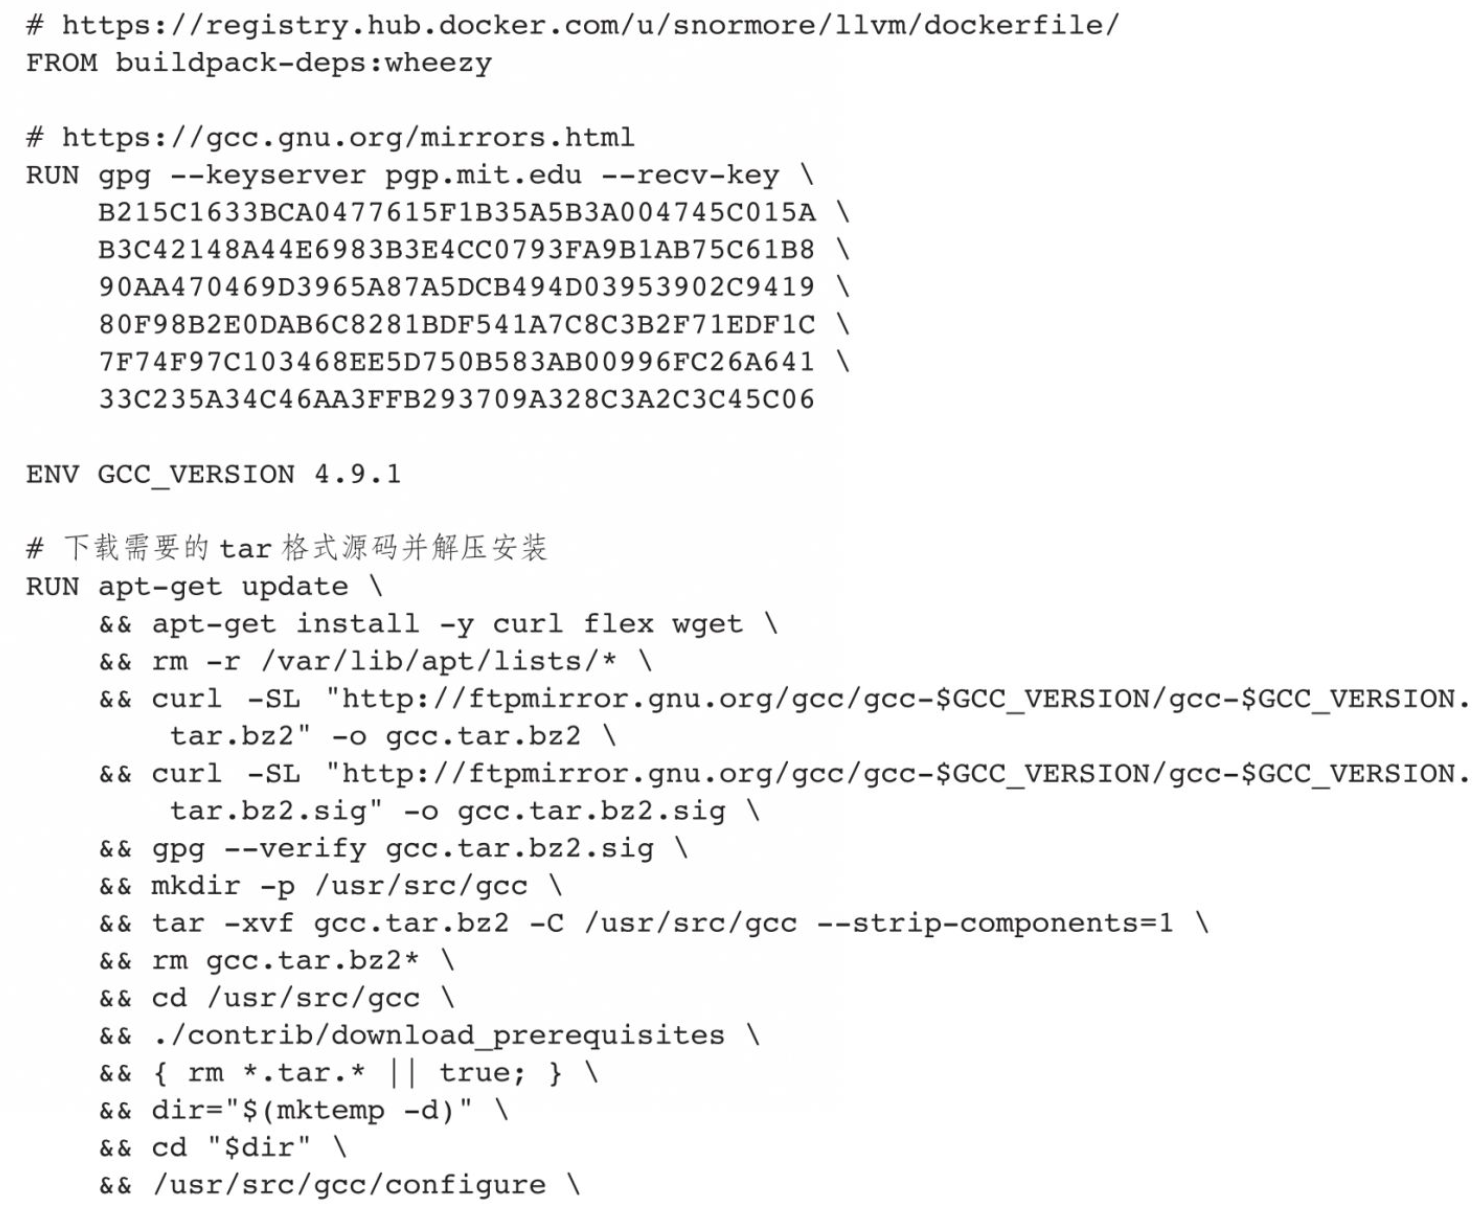 # https://registry.hub.docker.com/u/snormore/llvm/dockerfile/
FROM buildpack-deps:wheezy

# https://gcc.gnu.org/mirrors.html
RUN gpg --keyserver pgp.mit.edu --recv-key \
    B215C1633BCA0477615F1B35A5B3A004745C015A \
    B3C42148A44E6983B3E4CC0793FA9B1AB75C61B8 \
    90AA470469D3965A87A5DCB494D03953902C9419 \
    80F98B2E0DAB6C8281BDF541A7C8C3B2F71EDF1C \
    7F74F97C103468EE5D750B583AB00996FC26A641 \
    33C235A34C46AA3FFB293709A328C3A2C3C45C06

ENV GCC_VERSION 4.9.1

# 下载需要的 tar 格式源码并解压安装
RUN apt-get update \
    && apt-get install -y curl flex wget \
    && rm -r /var/lib/apt/lists/* \
    && curl -SL "http://ftpmirror.gnu.org/gcc/gcc-$GCC_VERSION/gcc-$GCC_VERSION.
        tar.bz2" -o gcc.tar.bz2 \
    && curl -SL "http://ftpmirror.gnu.org/gcc/gcc-$GCC_VERSION/gcc-$GCC_VERSION.
        tar.bz2.sig" -o gcc.tar.bz2.sig \
    && gpg --verify gcc.tar.bz2.sig \
    && mkdir -p /usr/src/gcc \
    && tar -xvf gcc.tar.bz2 -C /usr/src/gcc --strip-components=1 \
    && rm gcc.tar.bz2* \
    && cd /usr/src/gcc \
    && ./contrib/download_prerequisites \
    && { rm *.tar.* || true; } \
    && dir="$(mktemp -d)" \
    && cd "$dir" \
    && /usr/src/gcc/configure \